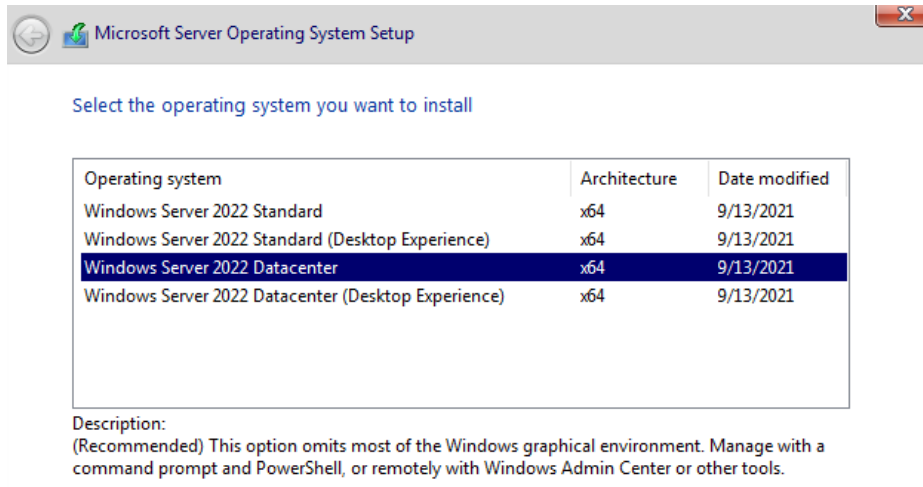 Microsoft Server Operating System Setup
Select the operating system you want to install
Operating system Architecture Date modified
Windows Server 2022 Standard x64 9/13/2021
Windows Server 2022 Standard (Desktop Experience) x64 9/13/2021
Windows Server 2022 Datacenter x64 9/13/2021
Windows Server 2022 Datacenter (Desktop Experience) x64 9/13/2021
Description:
(Recommended) This option omits most of the Windows graphical environment. Manage with a
command prompt and PowerShell, or remotely with Windows Admin Center or other tools.